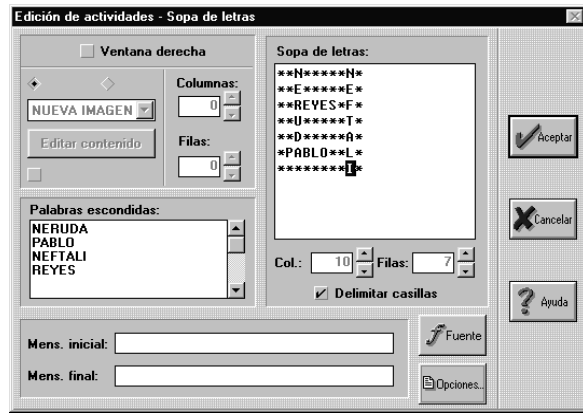 Edición de actividades - Sopa de letras
Ventana derecha
NUEVA IMAGEN
Editar contenido
Columnas:
0
Filas:
0
Palabras escondidas:
NERUDA
PABLO
NEFTALI
REYES
Sopa de letras:
**N*****N*
**E*****E*
**REYES*F*
**U*****T*
**D*****A*
*PABLO**L*
********I*
Col.: 10 Filas: 7
Delimitar casillas
Mens. inicial:
Mens. final:
Fuente
Opciones..
Aceptar
Cancelar
Ayuda